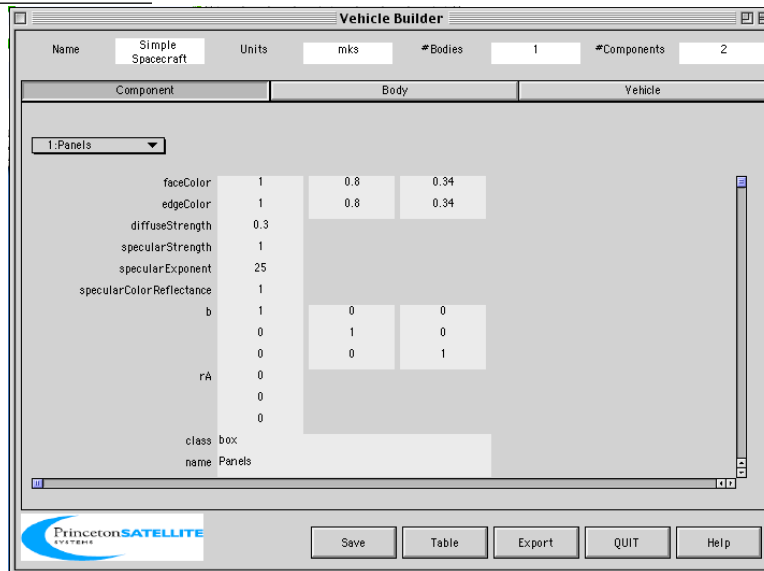 Vehicle Builder
Name Simple Spacecraft Units mks #Bodies 1 #Components 2
Component Body Vehicle
1:Panels
faceColor 1 0.8 0.34
edgeColor 1 0.8 0.34
diffuseStrength 0.3
specularStrength 1
specularExponent 25
specularColorReflectance 1
b 1 0 0
0 1 0
0 0 1
rA 0
0
0
class box
name Panels
PrincetonSATELLITE
SYSTEMS
Save Table Export QUIT Help